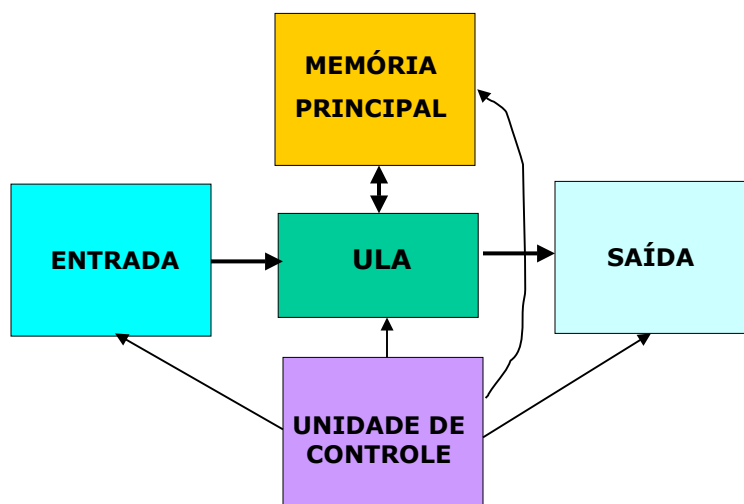 MEMÓRIA
PRINCIPAL
ENTRADA
ULA
SAÍDA
UNIDADE DE
CONTROLE